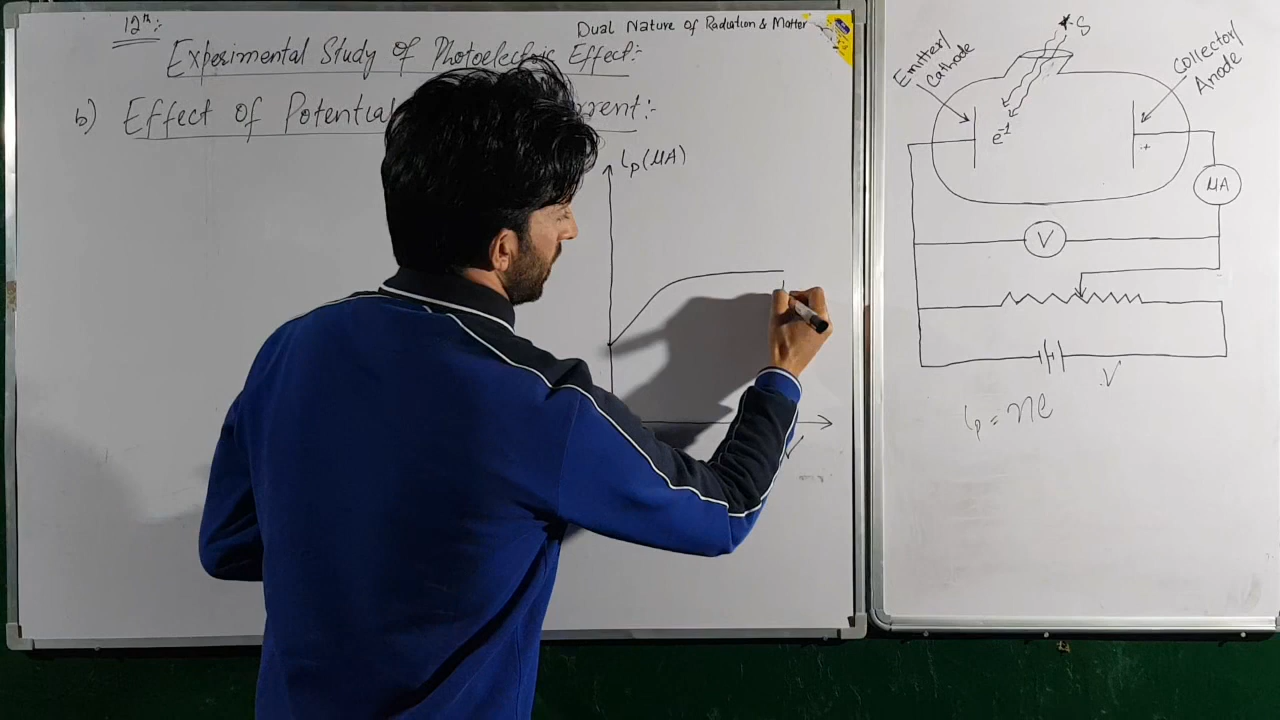 12th:
Dual Nature Of Radiation & Matter
Experimental Study of Photoelectric Effect:-
b) Effect of Potential rrent:-
ip (μA)
S
Emitter/
Cathode
Collector/
Anode
e-1
+
μA
V
V
ip = ne